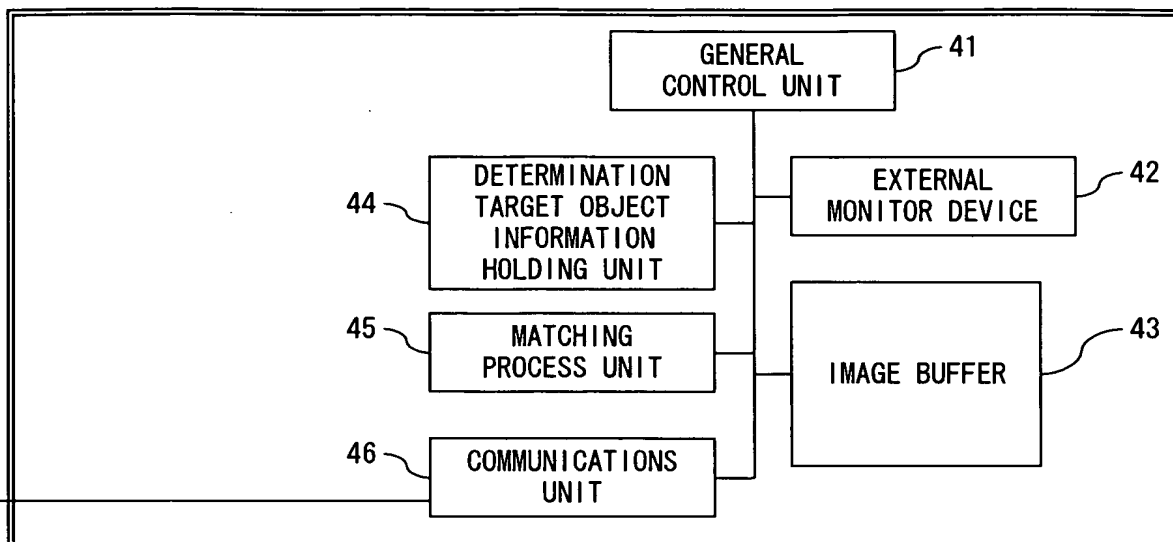 GENERAL
CONTROL UNIT
41
DETERMINATION
TARGET OBJECT
INFORMATION
HOLDING UNIT
44
EXTERNAL
MONITOR DEVICE
42
MATCHING
PROCESS UNIT
45
IMAGE BUFFER
43
COMMUNICATIONS
UNIT
46